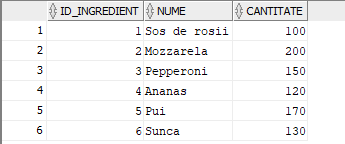 ID_INGREDIENT NUME CANTITATE
1 1 Sos de rosii 100
2 2 Mozzarela 200
3 3 Pepperoni 150
4 4 Ananas 120
5 5 Pui 170
6 6 Sunca 130